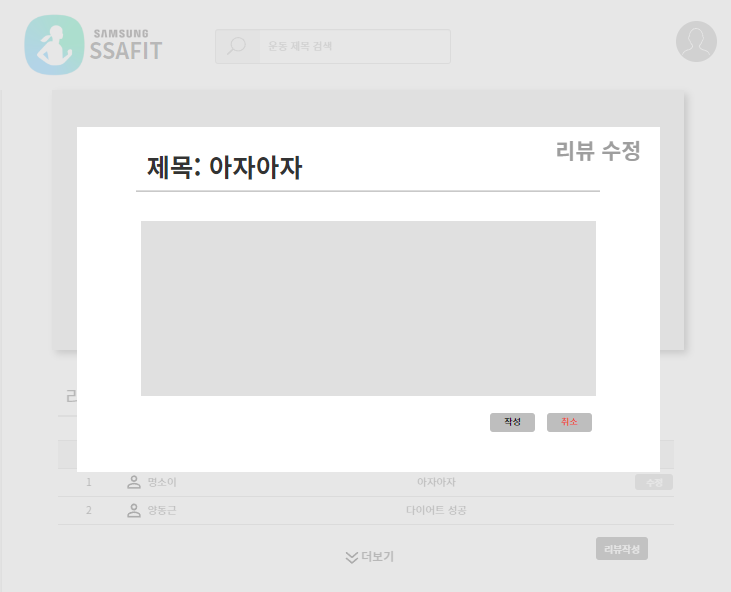 SAMSUNG
SSAFIT
운동 제목 검색
리뷰 수정
제목: 아자아자
작성 취소
리
1 명소이 아자아자 수정
2 양동근 다이어트 성공
리뷰작성
더보기